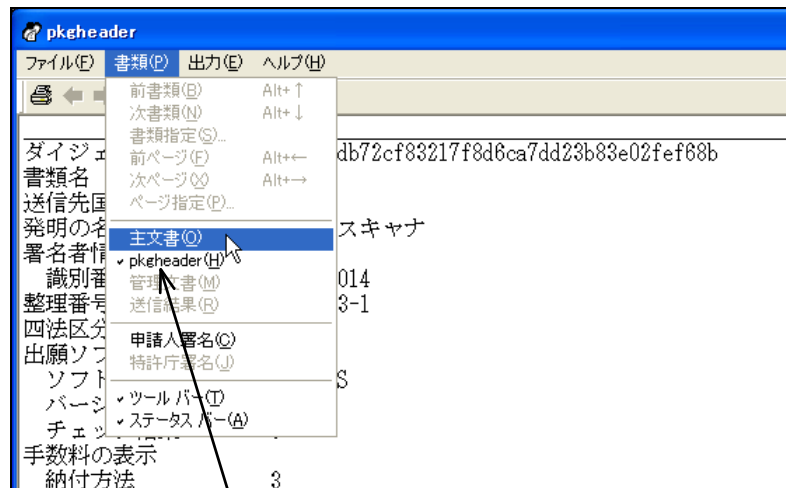 pkgheader
ファイル(F) 書類(P) 出力(E) ヘルプ(H)
前書類(B) Alt+↑
次書類(N) Alt+↓
書類指定(S)...
前ページ(F) Alt+←
次ページ(X) Alt+→
ページ指定(P)...
主文書(O)
pkgheader(H)
管理文書(M)
送信結果(R)
申請人署名(C)
特許庁署名(J)
ツール バー(T)
ステータス バー(A)
ダイジェ db72cf83217f8d6ca7dd23b83e02fef68b
書類名
送信先国
発明の名 スキャナ
署名者情
識別番 014
整理番号 3-1
四法区分
出願ソフ
ソフト S
バーシ
チェッ
手数料の表示
納付方法 3